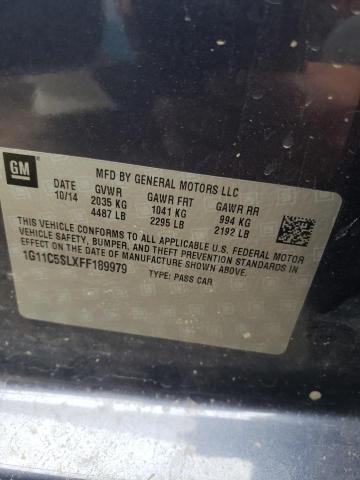 GM
MFD BY GENERAL MOTORS LLC
DATE GVWR GAWR FRT GAWR RR
10/14 2035 KG 1041 KG 994 KG
4487 LB 2295 LB 2192 LB
THIS VEHICLE CONFORMS TO ALL APPLICABLE U.S. FEDERAL MOTOR
VEHICLE SAFETY, BUMPER, AND THEFT PREVENTION STANDARDS IN
EFFECT ON THE DATE OF MANUFACTURE SHOWN ABOVE.
1G11C5SLXFF189979 TYPE: PASS CAR